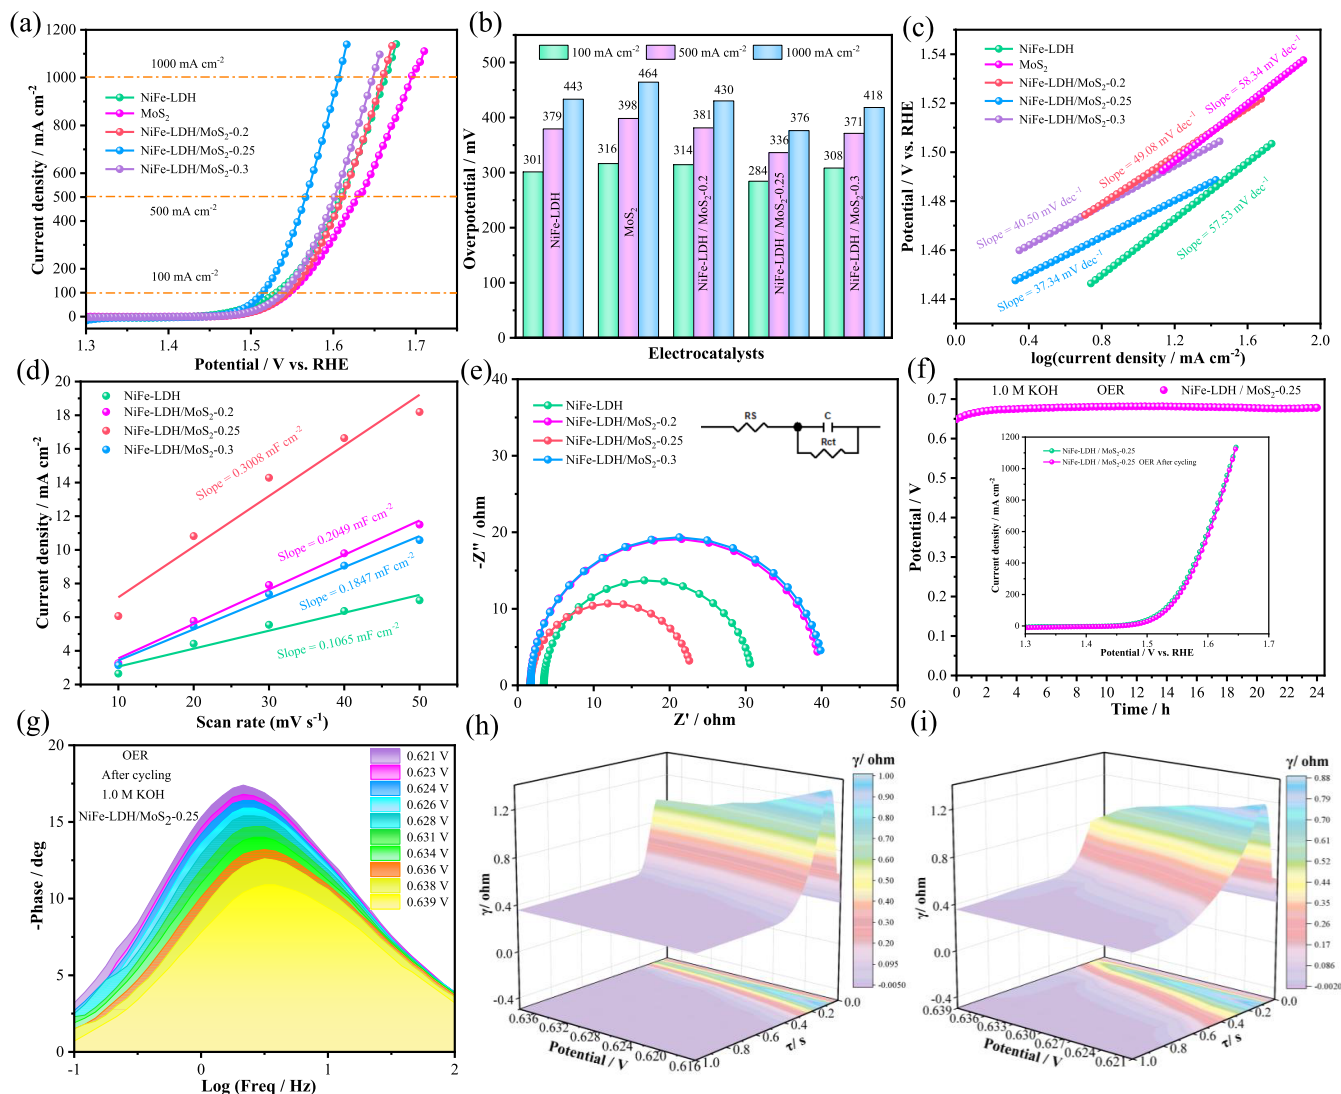 (a)
1200
1000
800
600
500
400
200
100
0
Current density / mA cm-2
1000 mA cm-2
NiFe-LDH
MoS2
NiFe-LDH/MoS2-0.2
NiFe-LDH/MoS2-0.25
NiFe-LDH/MoS2-0.3
500 mA cm-2
100 mA cm-2
1.3 1.4 1.5 1.6 1.7
Potential / V vs. RHE
(b)
100 mA cm-2 500 mA cm-2 1000 mA cm-2
500
450
400
350
300
250
200
150
100
50
0
Overpotential / mV
301 379 443
316 398 464
314 381 430
284 336 376
308 371 418
NiFe-LDH
MoS2
NiFe-LDH / MoS2-0.2
NiFe-LDH / MoS2-0.25
NiFe-LDH / MoS2-0.3
Electrocatalysts
(c)
1.54
1.52
1.50
1.48
1.46
1.44
Potential / V vs. RHE
NiFe-LDH
MoS2
NiFe-LDH/MoS2-0.2
NiFe-LDH/MoS2-0.25
NiFe-LDH/MoS2-0.3
Slope = 58.34 mV dec-1
Slope = 49.08 mV dec-1
Slope = 40.50 mV dec-1
Slope = 57.53 mV dec-1
Slope = 37.34 mV dec-1
0.0 0.4 0.8 1.2 1.6 2.0
log(current density / mA cm-2)
(d)
20
18
16
14
12
10
8
6
4
2
Current density / mA cm-2
NiFe-LDH
NiFe-LDH/MoS2-0.2
NiFe-LDH/MoS2-0.25
NiFe-LDH/MoS2-0.3
Slope = 0.3008 mF cm-2
Slope = 0.2049 mF cm-2
Slope = 0.1847 mF cm-2
Slope = 0.1065 mF cm-2
10 20 30 40 50
Scan rate (mV s-1)
(e)
40
30
20
10
0
-Z'' / ohm
NiFe-LDH
NiFe-LDH/MoS2-0.2
NiFe-LDH/MoS2-0.25
NiFe-LDH/MoS2-0.3
RS
C
Rct
0 10 20 30 40 50
Z' / ohm
(f)
1.0 M KOH OER NiFe-LDH / MoS2-0.25
0.7
0.6
0.5
0.4
0.3
0.2
0.1
0.0
Potential / V
1200
1000
800
600
400
200
0
Current density / mA cm-2
NiFe-LDH / MoS2-0.25
NiFe-LDH / MoS2-0.25 OER After cycling
1.3 1.4 1.5 1.6 1.7
Potential / V vs. RHE
0 2 4 6 8 10 12 14 16 18 20 22 24
Time / h
(g)
20
15
10
5
0
-Phase / deg
OER
After cycling
1.0 M KOH
NiFe-LDH/MoS2-0.25
0.621 V
0.623 V
0.624 V
0.626 V
0.628 V
0.631 V
0.634 V
0.636 V
0.638 V
0.639 V
-1 0 1 2
Log (Freq / Hz)
(h)
γ/ ohm
1.2
0.8
0.4
0.0
-0.4
γ/ ohm
1.00
0.90
0.80
0.70
0.60
0.50
0.40
0.30
0.20
0.095
-0.0050
0.636 0.632 0.628 0.624 0.620 0.616
Potential / V
0.0
0.2
0.4
0.6
0.8
1.0
τ/ s
(i)
γ/ ohm
1.2
0.8
0.4
0.0
-0.4
γ/ ohm
0.88
0.79
0.70
0.61
0.53
0.44
0.35
0.26
0.17
0.086
-0.0020
0.639 0.636 0.633 0.630 0.627 0.624 0.621
Potential / V
0.0
0.2
0.4
0.6
0.8
1.0
τ/ s